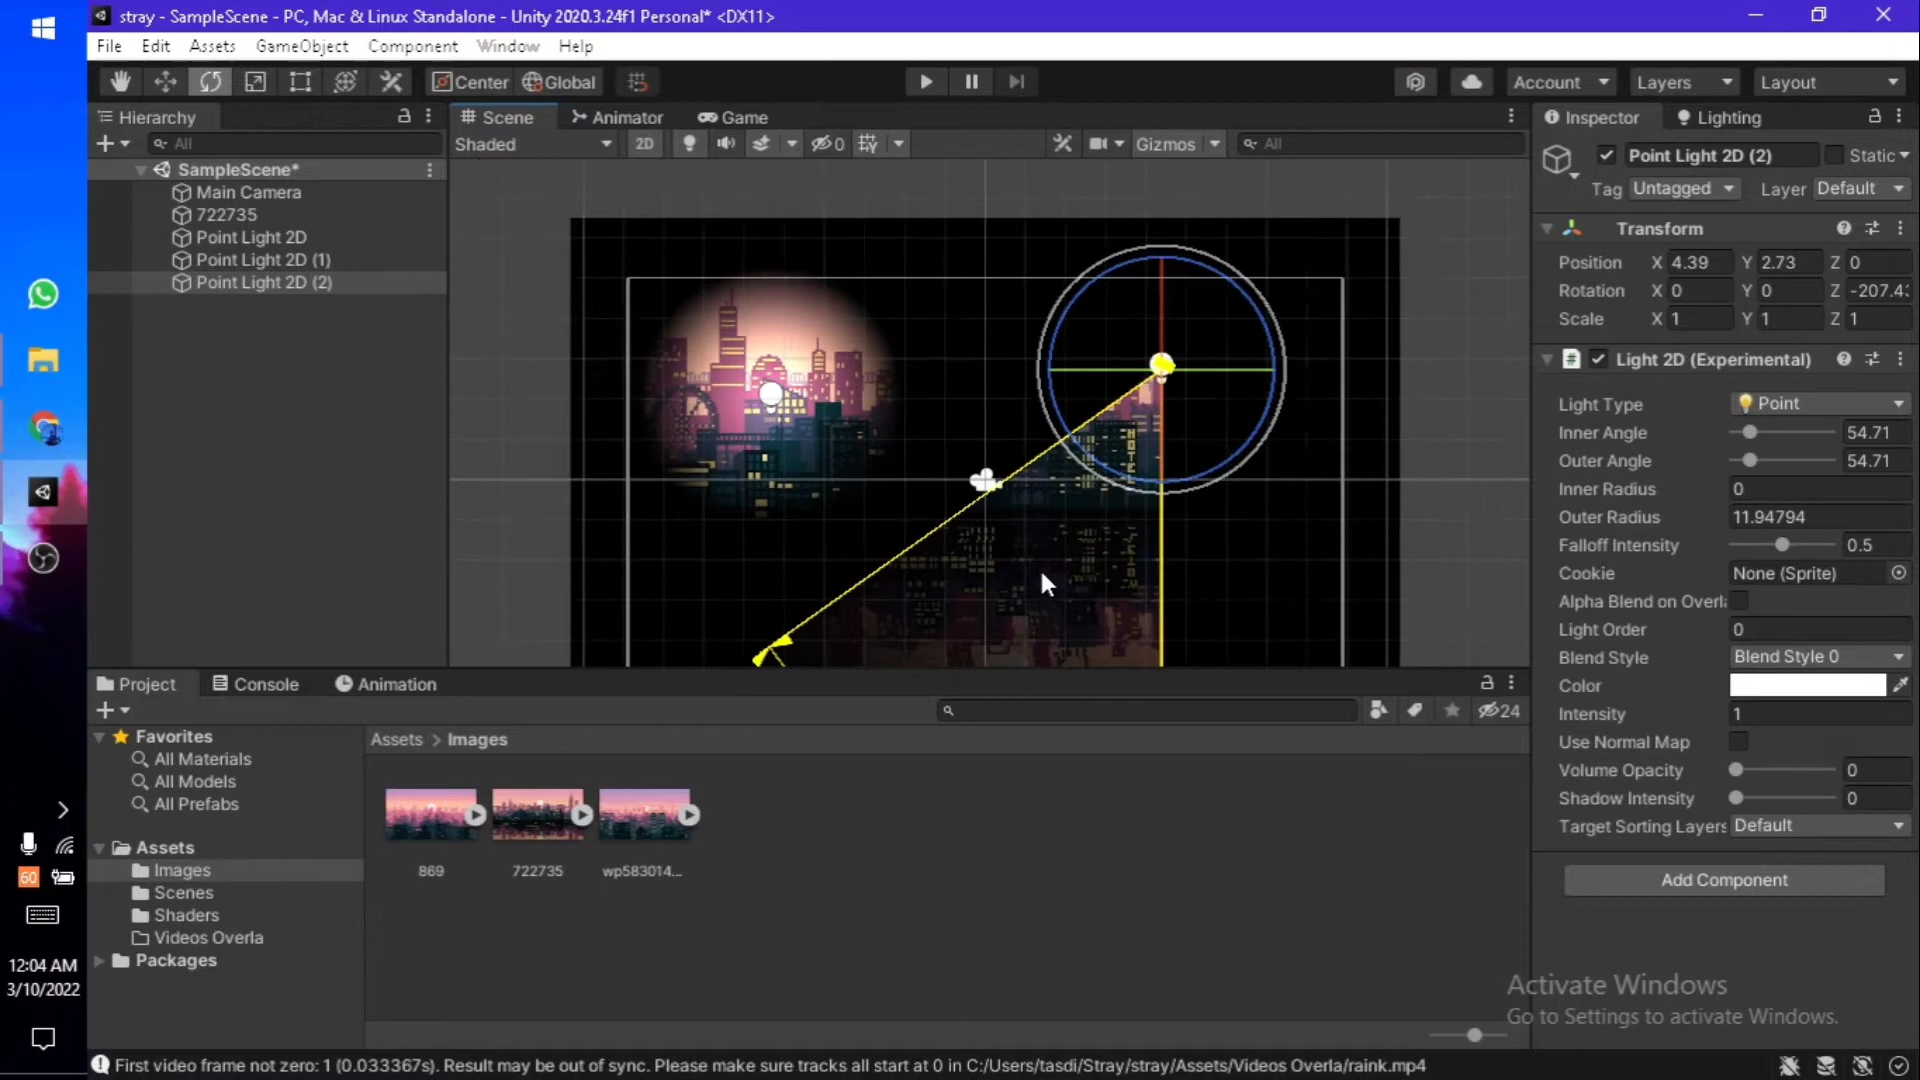 stray - SampleScene - PC, Mac & Linux Standalone - Unity 2020.3.24f1 Personal* <DX11>
File Edit Assets GameObject Component Window Help
Center Global Account Layers Layout
Hierarchy
All
SampleScene*
Main Camera
722735
Point Light 2D
Point Light 2D (1)
Point Light 2D (2)
Scene Animator Game
Shaded 2D 0 Gizmos All
HOTE
Inspector Lighting
Point Light 2D (2) Static
Tag Untagged Layer Default
Transform
Position X 4.39 Y 2.73 Z 0
Rotation X 0 Y 0 Z -207.4
Scale X 1 Y 1 Z 1
Light 2D (Experimental)
Light Type Point
Inner Angle 54.71
Outer Angle 54.71
Inner Radius 0
Outer Radius 11.94794
Falloff Intensity 0.5
Cookie None (Sprite)
Alpha Blend on Overl
Light Order 0
Blend Style Blend Style 0
Color
Intensity 1
Use Normal Map
Volume Opacity 0
Shadow Intensity 0
Target Sorting Layers Default
Add Component
Project Console Animation
24
Favorites
All Materials
All Models
All Prefabs
Assets
Images
Scenes
Shaders
Videos Overla
Packages
Assets > Images
869
722735
wp583014...
60
12:04 AM
3/10/2022
Activate Windows
Go to Settings to activate Windows.
First video frame not zero: 1 (0.033367s). Result may be out of sync. Please make sure tracks all start at 0 in C:/Users/tasdi/Stray/stray/Assets/Videos Overla/raink.mp4